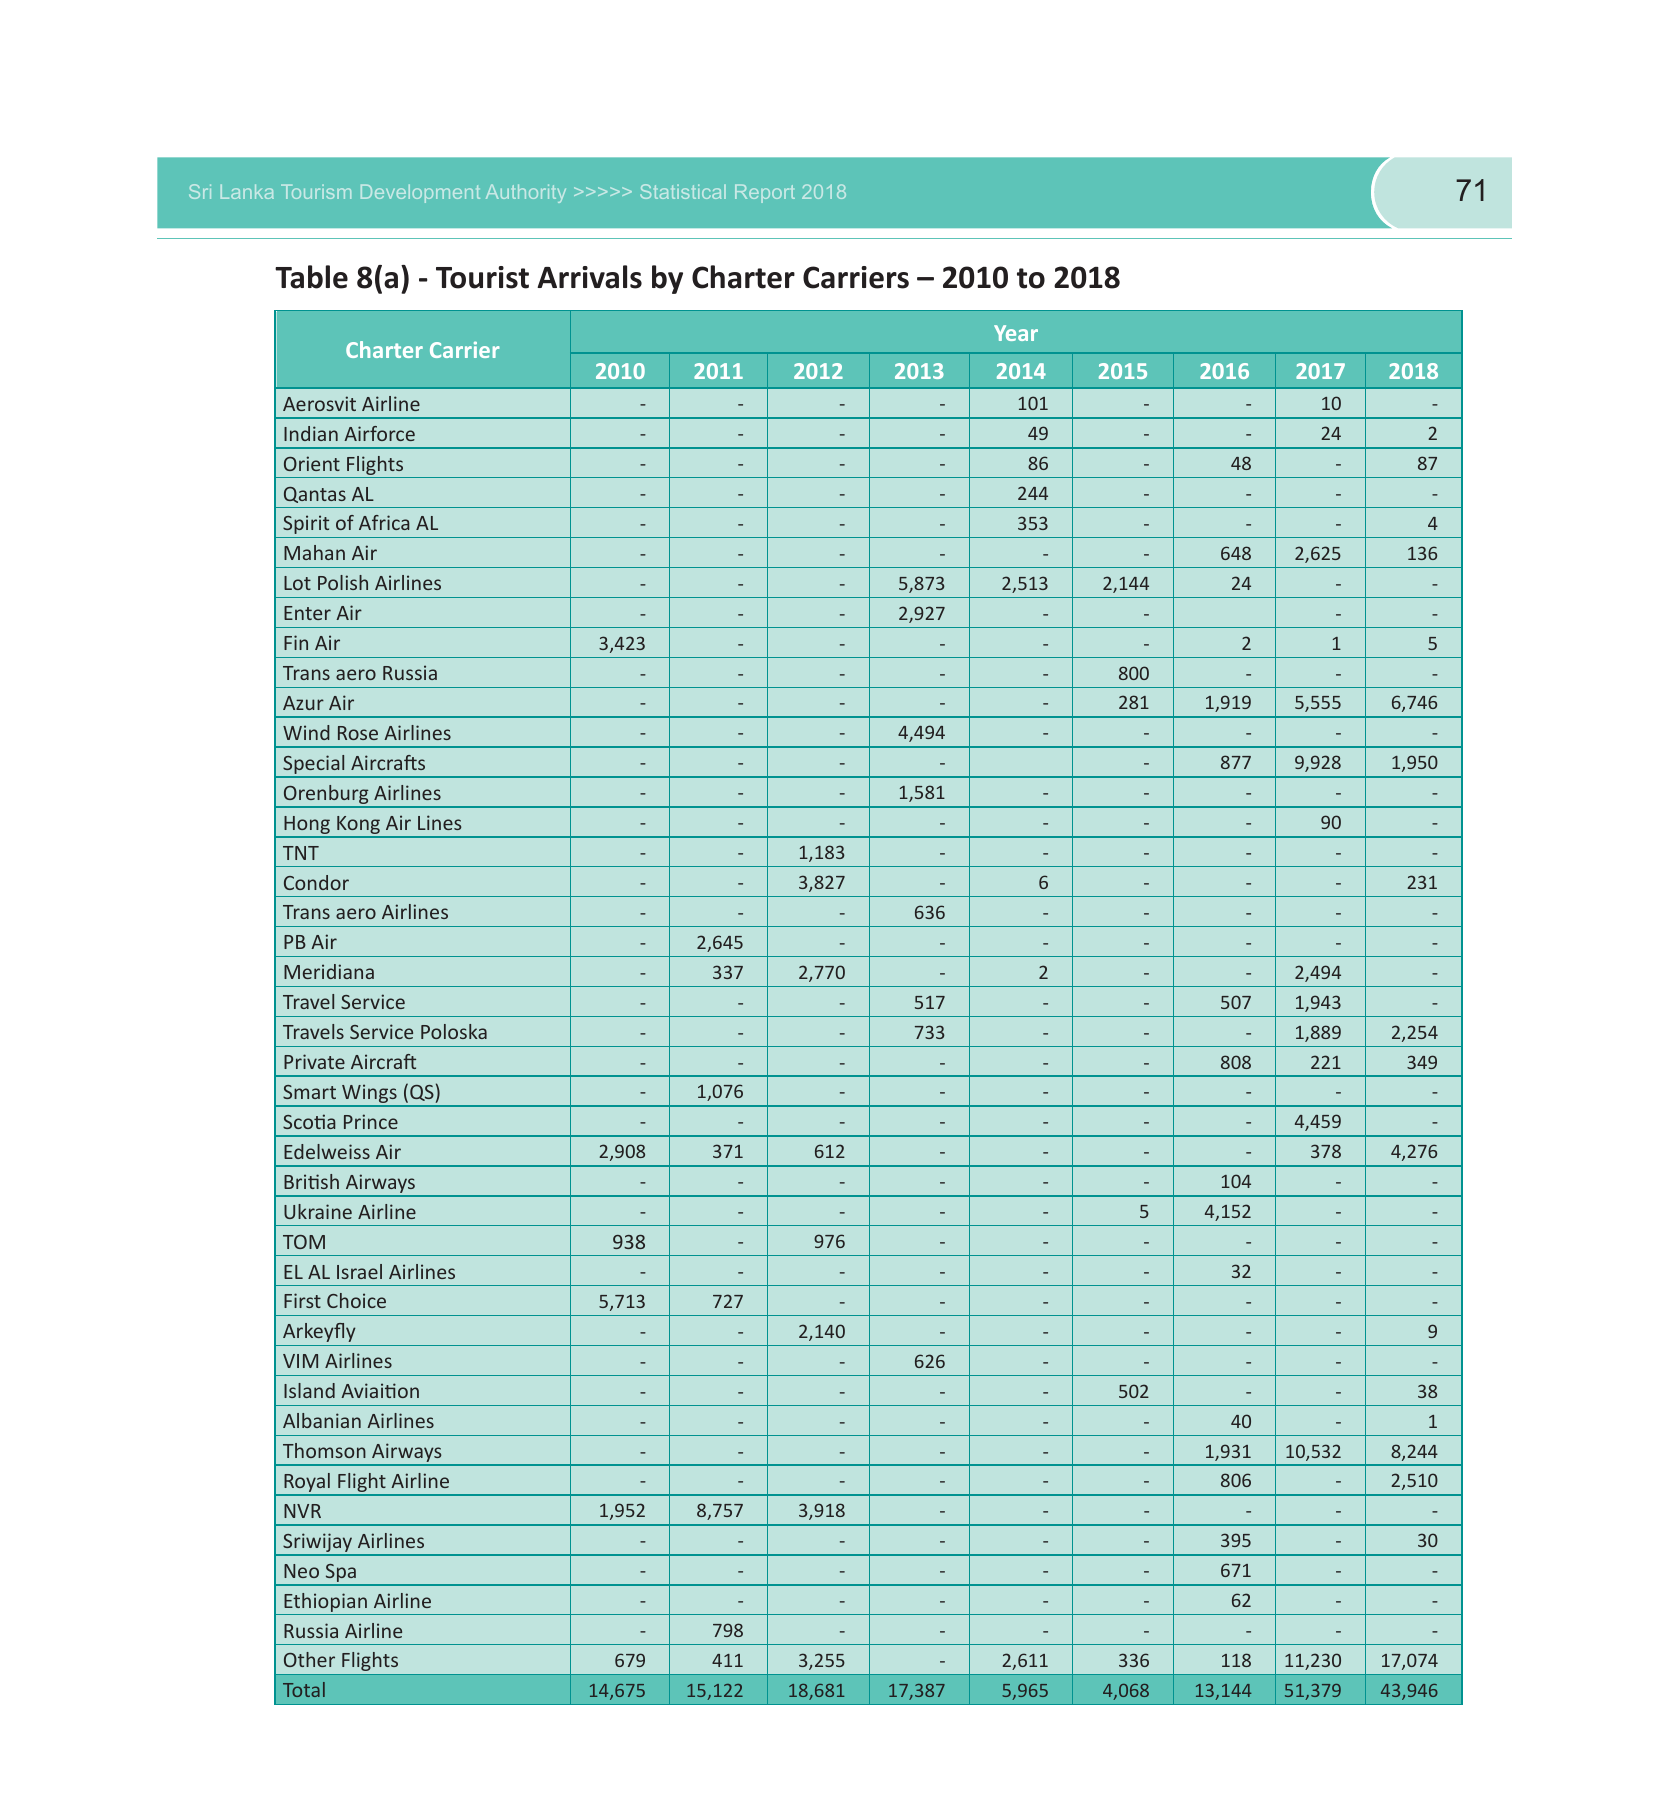 Sri Lanka Tourism Development Authority >>>>> Statistical Report 2018 71
Table 8(a) - Tourist Arrivals by Charter Carriers – 2010 to 2018
Charter Carrier Year
2010 2011 2012 2013 2014 2015 2016 2017 2018
Aerosvit Airline - - - - 101 - - 10 -
Indian Airforce - - - - 49 - - 24 2
Orient Flights - - - - 86 - 48 - 87
Qantas AL - - - - 244 - - - -
Spirit of Africa AL - - - - 353 - - - 4
Mahan Air - - - - - - 648 2,625 136
Lot Polish Airlines - - - 5,873 2,513 2,144 24 - -
Enter Air - - - 2,927 - - - -
Fin Air 3,423 - - - - - 2 1 5
Trans aero Russia - - - - - 800 - - -
Azur Air - - - - - 281 1,919 5,555 6,746
Wind Rose Airlines - - - 4,494 - - - - -
Special Aircrafts - - - - - 877 9,928 1,950
Orenburg Airlines - - - 1,581 - - - - -
Hong Kong Air Lines - - - - - - - 90 -
TNT - - 1,183 - - - - - -
Condor - - 3,827 - 6 - - - 231
Trans aero Airlines - - - 636 - - - - -
PB Air - 2,645 - - - - - - -
Meridiana - 337 2,770 - 2 - - 2,494 -
Travel Service - - - 517 - - 507 1,943 -
Travels Service Poloska - - - 733 - - - 1,889 2,254
Private Aircraft - - - - - - 808 221 349
Smart Wings (QS) - 1,076 - - - - - - -
Scotia Prince - - - - - - - 4,459 -
Edelweiss Air 2,908 371 612 - - - - 378 4,276
British Airways - - - - - - 104 - -
Ukraine Airline - - - - - 5 4,152 - -
TOM 938 - 976 - - - - - -
EL AL Israel Airlines - - - - - - 32 - -
First Choice 5,713 727 - - - - - - -
Arkeyfly - - 2,140 - - - - - 9
VIM Airlines - - - 626 - - - - -
Island Aviaition - - - - - 502 - - 38
Albanian Airlines - - - - - - 40 - 1
Thomson Airways - - - - - - 1,931 10,532 8,244
Royal Flight Airline - - - - - - 806 - 2,510
NVR 1,952 8,757 3,918 - - - - - -
Sriwijay Airlines - - - - - - 395 - 30
Neo Spa - - - - - - 671 - -
Ethiopian Airline - - - - - - 62 - -
Russia Airline - 798 - - - - - - -
Other Flights 679 411 3,255 - 2,611 336 118 11,230 17,074
Total 14,675 15,122 18,681 17,387 5,965 4,068 13,144 51,379 43,946